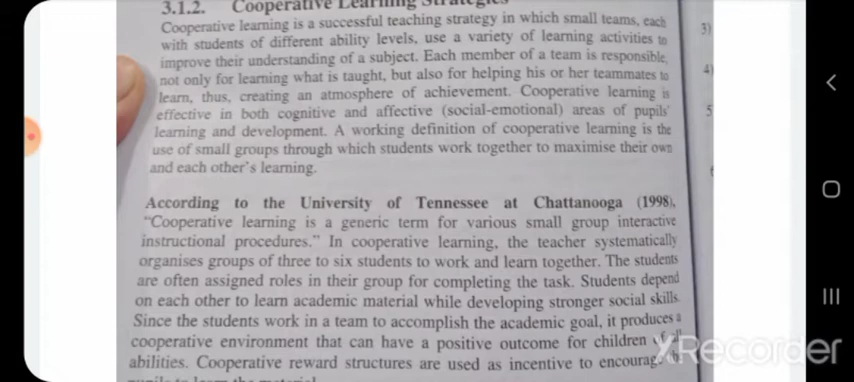 3.1.2. Cooperative Learning Strategies
Cooperative learning is a successful teaching strategy in which small teams, each
with students of different ability levels, use a variety of learning activities to
improve their understanding of a subject. Each member of a team is responsible,
not only for learning what is taught, but also for helping his or her teammates to
learn, thus, creating an atmosphere of achievement. Cooperative learning is
effective in both cognitive and affective (social-emotional) areas of pupils'
learning and development. A working definition of cooperative learning is the
use of small groups through which students work together to maximise their own
and each other's learning.
According to the University of Tennessee at Chattanooga (1998),
“Cooperative learning is a generic term for various small group interactive
instructional procedures.” In cooperative learning, the teacher systematically
organises groups of three to six students to work and learn together. The students
are often assigned roles in their group for completing the task. Students depend
on each other to learn academic material while developing stronger social skills.
Since the students work in a team to accomplish the academic goal, it produces a
cooperative environment that can have a positive outcome for children
abilities. Cooperative reward structures are used as incentive to encourage
3)
4)
5
XRecorder